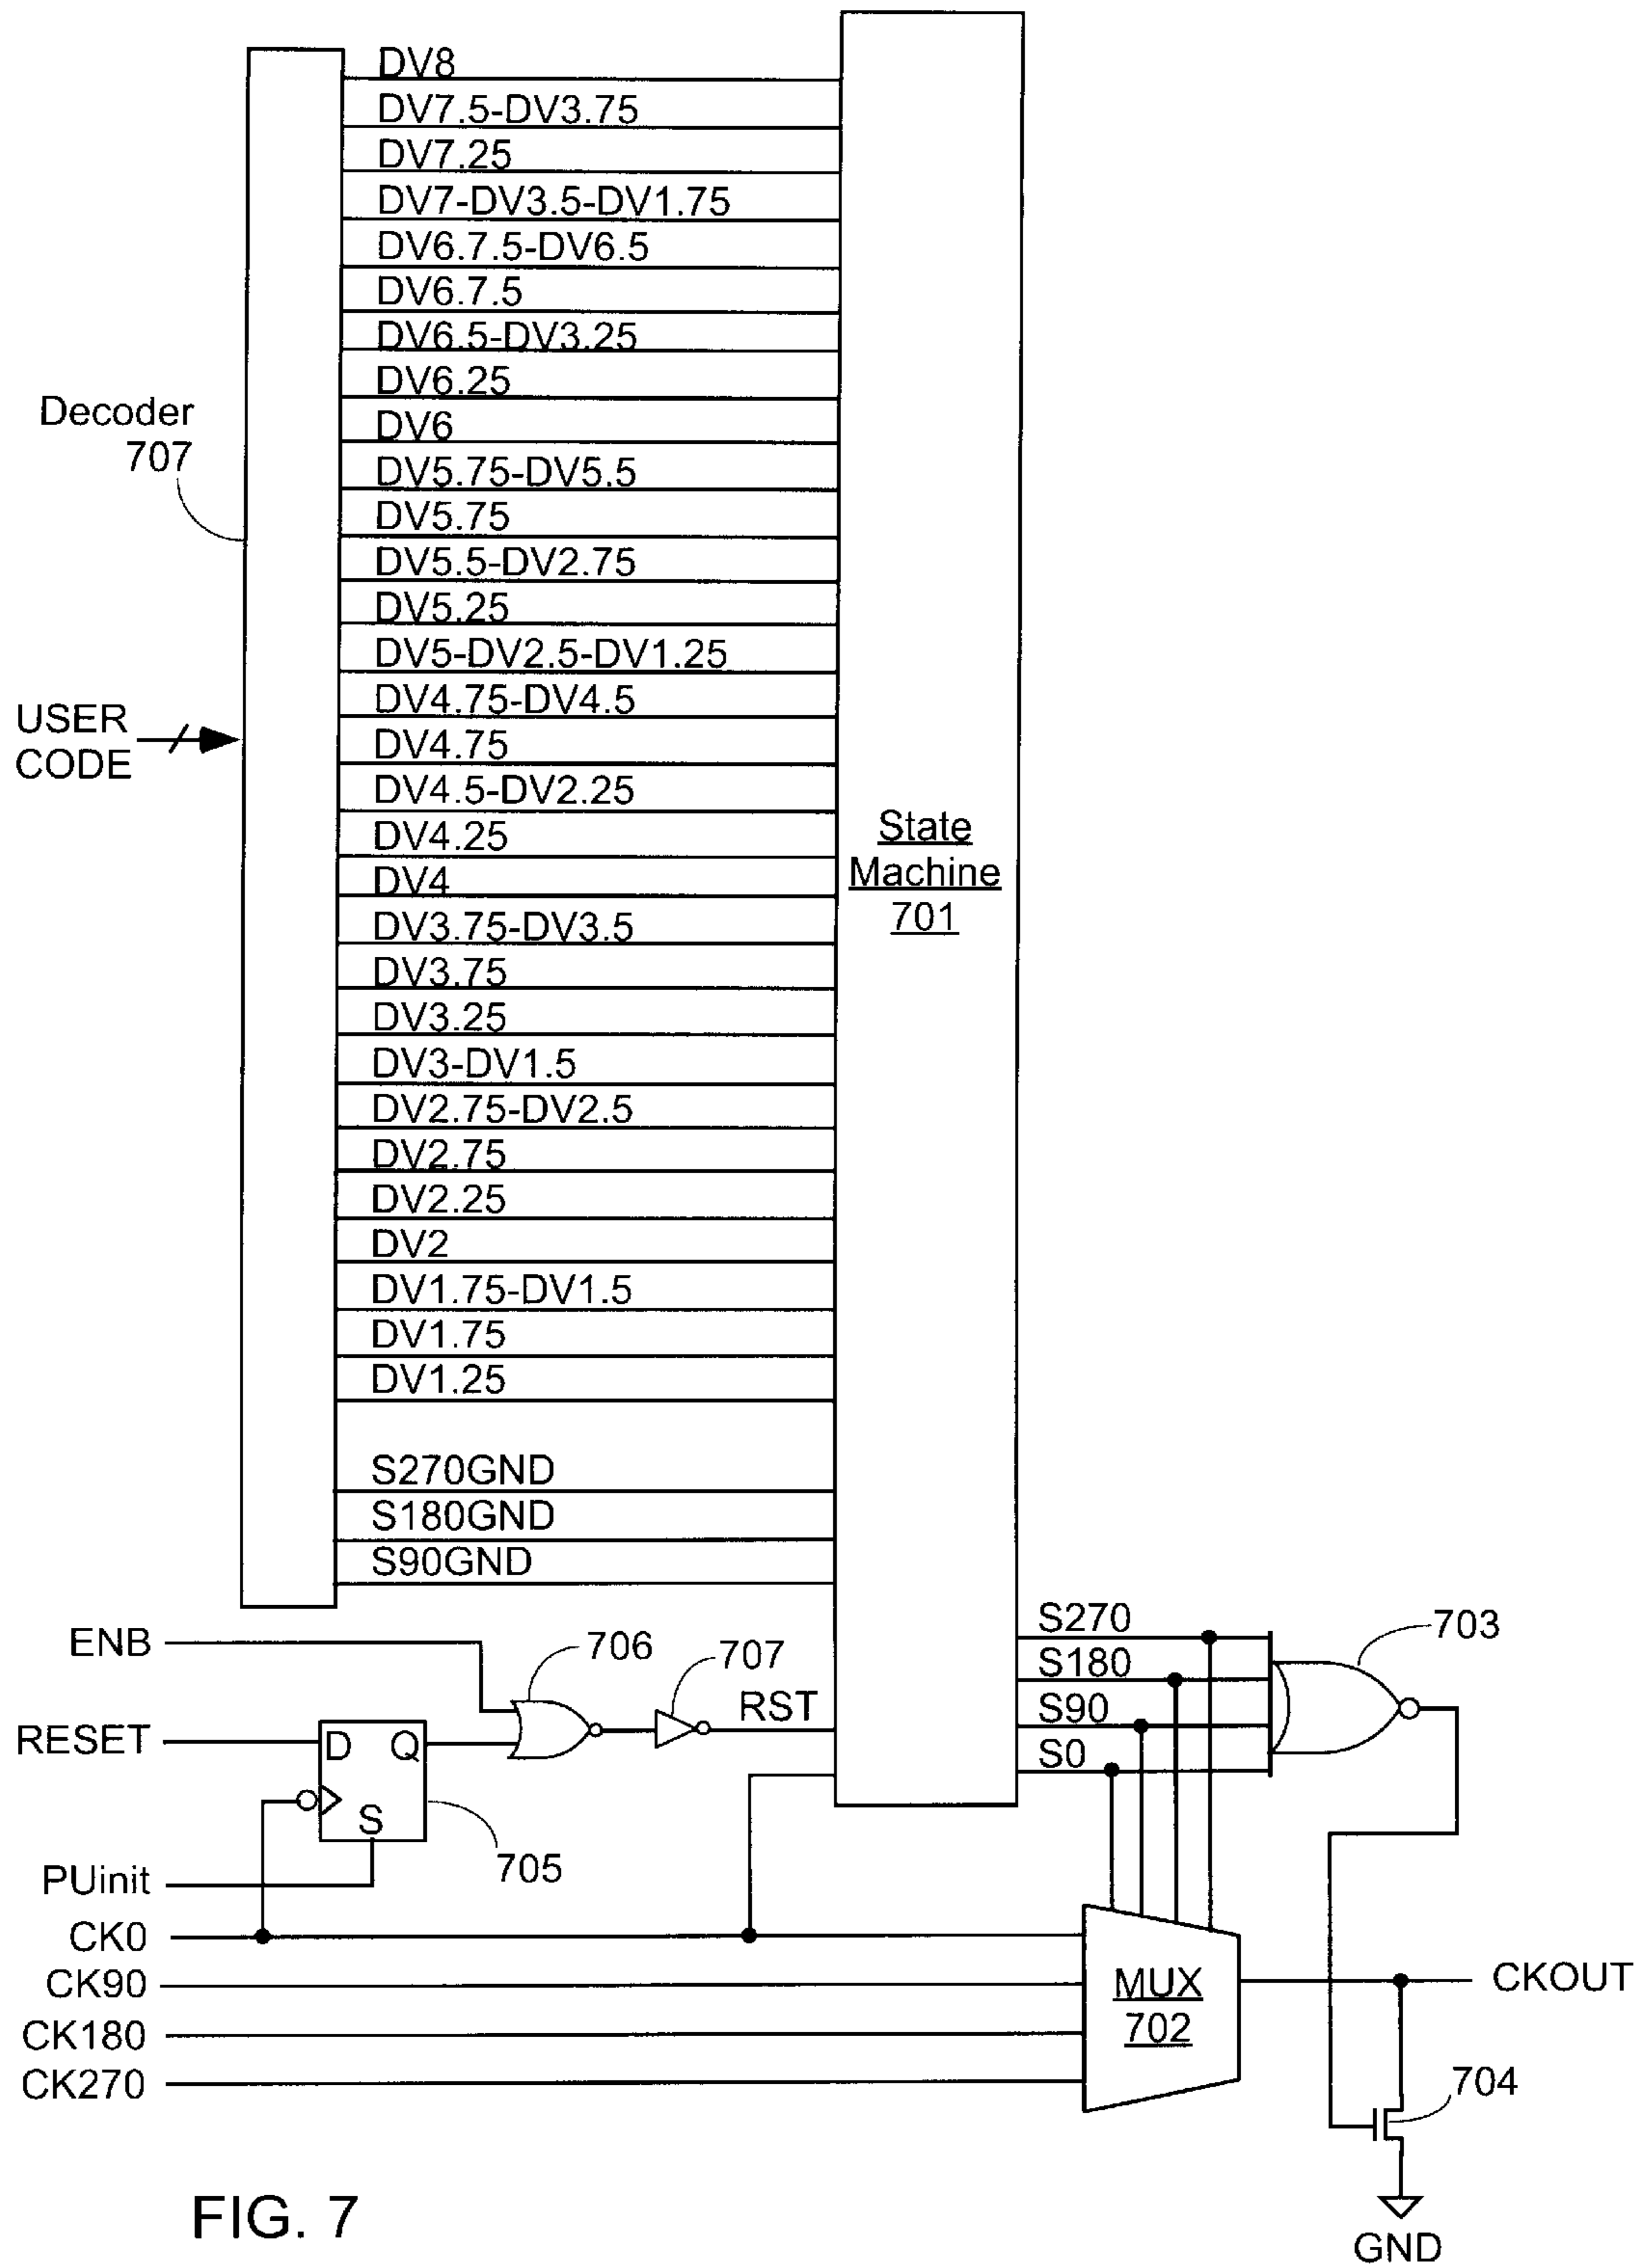 DV8
DV7.5-DV3.75
DV7.25
DV7-DV3.5-DV1.75
DV6.7.5-DV6.5
DV6.7.5
DV6.5-DV3.25
DV6.25
DV6
DV5.75-DV5.5
DV5.75
DV5.5-DV2.75
DV5.25
DV5-DV2.5-DV1.25
DV4.75-DV4.5
DV4.75
DV4.5-DV2.25
DV4.25
DV4
DV3.75-DV3.5
DV3.75
DV3.25
DV3-DV1.5
DV2.75-DV2.5
DV2.75
DV2.25
DV2
DV1.75-DV1.5
DV1.75
DV1.25
S270GND
S180GND
S90GND
Decoder
707
USER
CODE
State
Machine
701
ENB
706
707
RST
RESET
D Q
S
705
PUinit
CK0
CK90
CK180
CK270
S270
S180
S90
S0
703
MUX
702
CKOUT
704
GND
FIG. 7